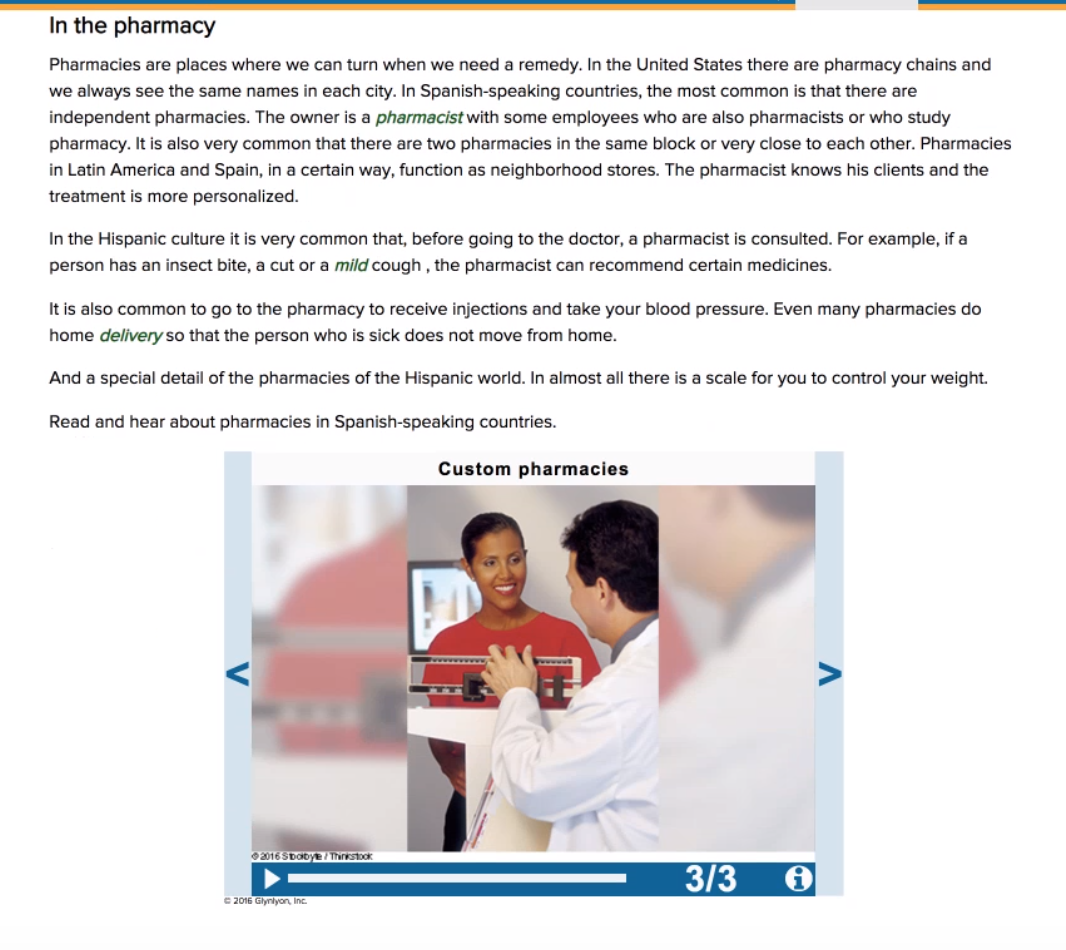 In the pharmacy
Pharmacies are places where we can turn when we need a remedy. In the United States there are pharmacy chains and
we always see the same names in each city. In Spanish-speaking countries, the most common is that there are
independent pharmacies. The owner is a pharmacist with some employees who are also pharmacists or who study
pharmacy. It is also very common that there are two pharmacies in the same block or very close to each other. Pharmacies
in Latin America and Spain, in a certain way, function as neighborhood stores. The pharmacist knows his clients and the
treatment is more personalized.
In the Hispanic culture it is very common that, before going to the doctor, a pharmacist is consulted. For example, if a
person has an insect bite, a cut or a mild cough , the pharmacist can recommend certain medicines.
It is also common to go to the pharmacy to receive injections and take your blood pressure. Even many pharmacies do
home delivery so that the person who is sick does not move from home.
And a special detail of the pharmacies of the Hispanic world. In almost all there is a scale for you to control your weight.
Read and hear about pharmacies in Spanish-speaking countries.
Custom pharmacies
< >
© 2016 Stockbyte / Thinkstock
3/3 i
© 2016 Glynlyon, Inc.